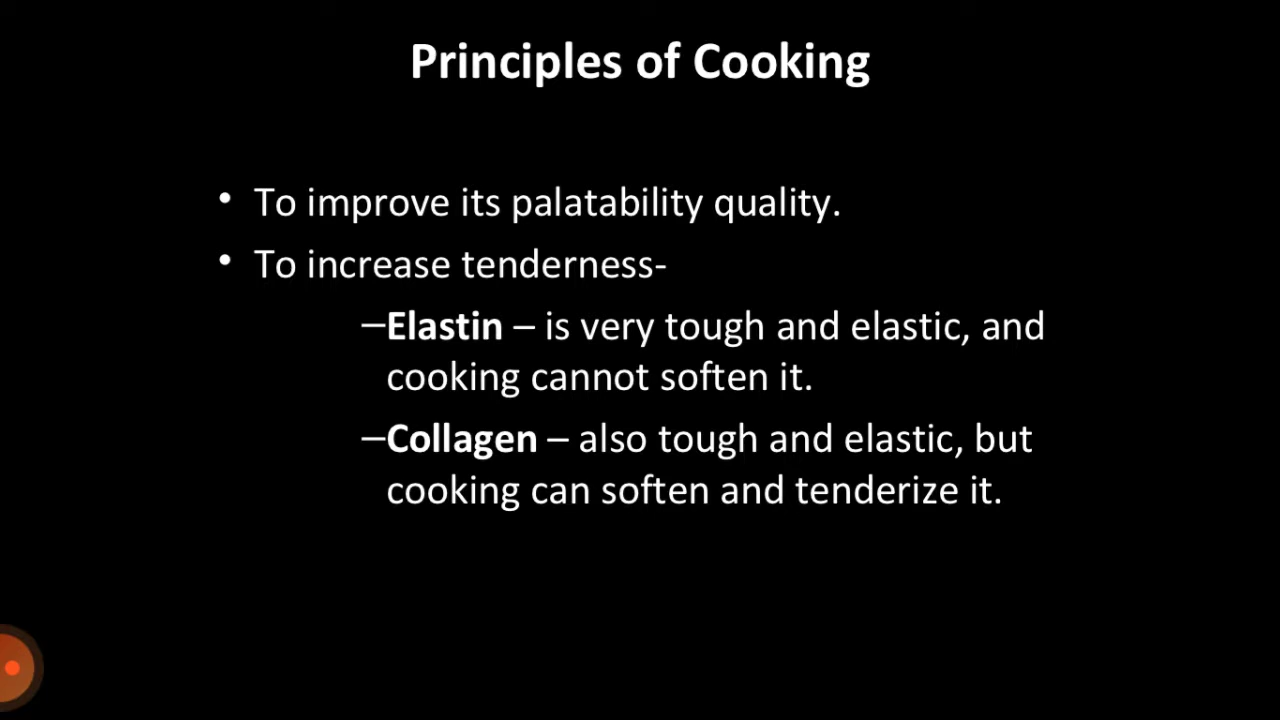 Principles of Cooking
• To improve its palatability quality.
• To increase tenderness-
–Elastin – is very tough and elastic, and
cooking cannot soften it.
–Collagen – also tough and elastic, but
cooking can soften and tenderize it.